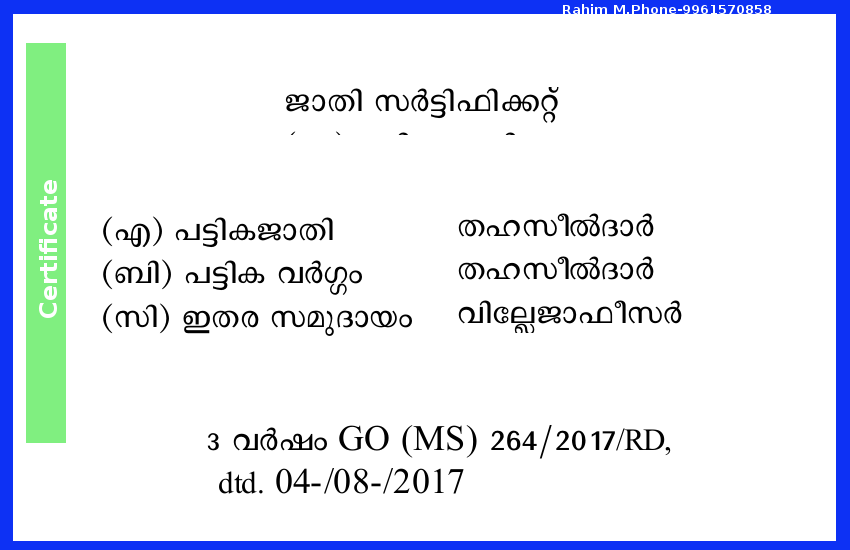 Rahim M.Phone-9961570858
Certificate
ജാതി സർട്ടിഫിക്കറ്റ്
(എ) പട്ടികജാതി തഹസീൽദാർ
(ബി) പട്ടിക വർഗ്ഗം തഹസീൽദാർ
(സി) ഇതര സമുദായം വില്ലേജാഫീസർ
3 വർഷം GO (MS) 264/2017/RD,
dtd. 04-/08-/2017